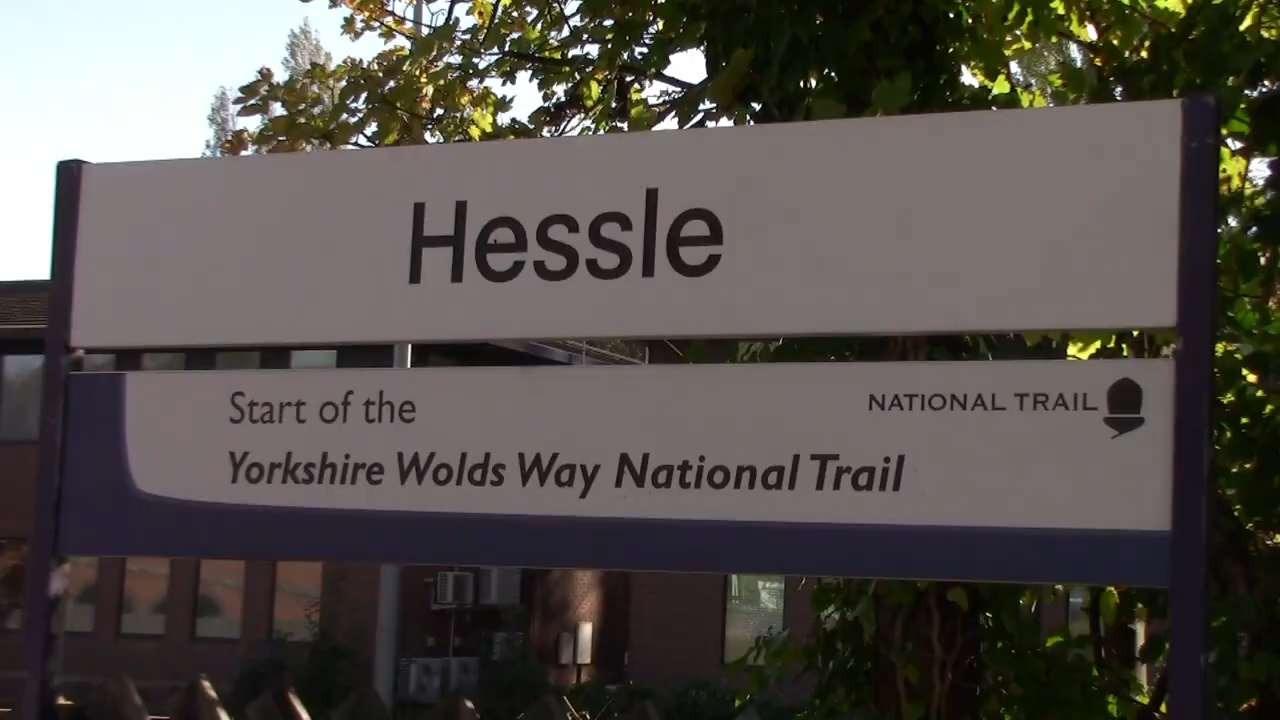 Hessle
Start of the
NATIONAL TRAIL
Yorkshire Wolds Way National Trail